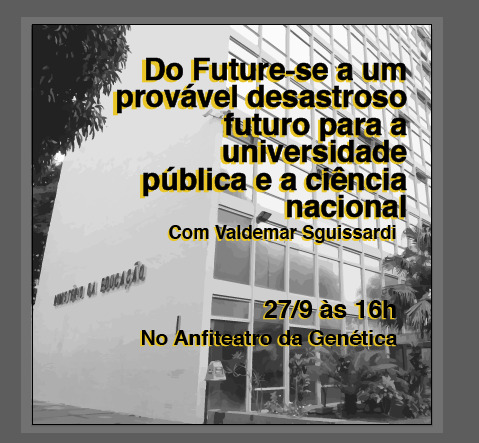 Do Future-se a um
provável desastroso
futuro para a
universidade
pública e a ciência
nacional
Com Valdemar Sguissardi
MINISTÉRIO DA EDUCAÇÃO
27/9 às 16h
No Anfiteatro da Genética